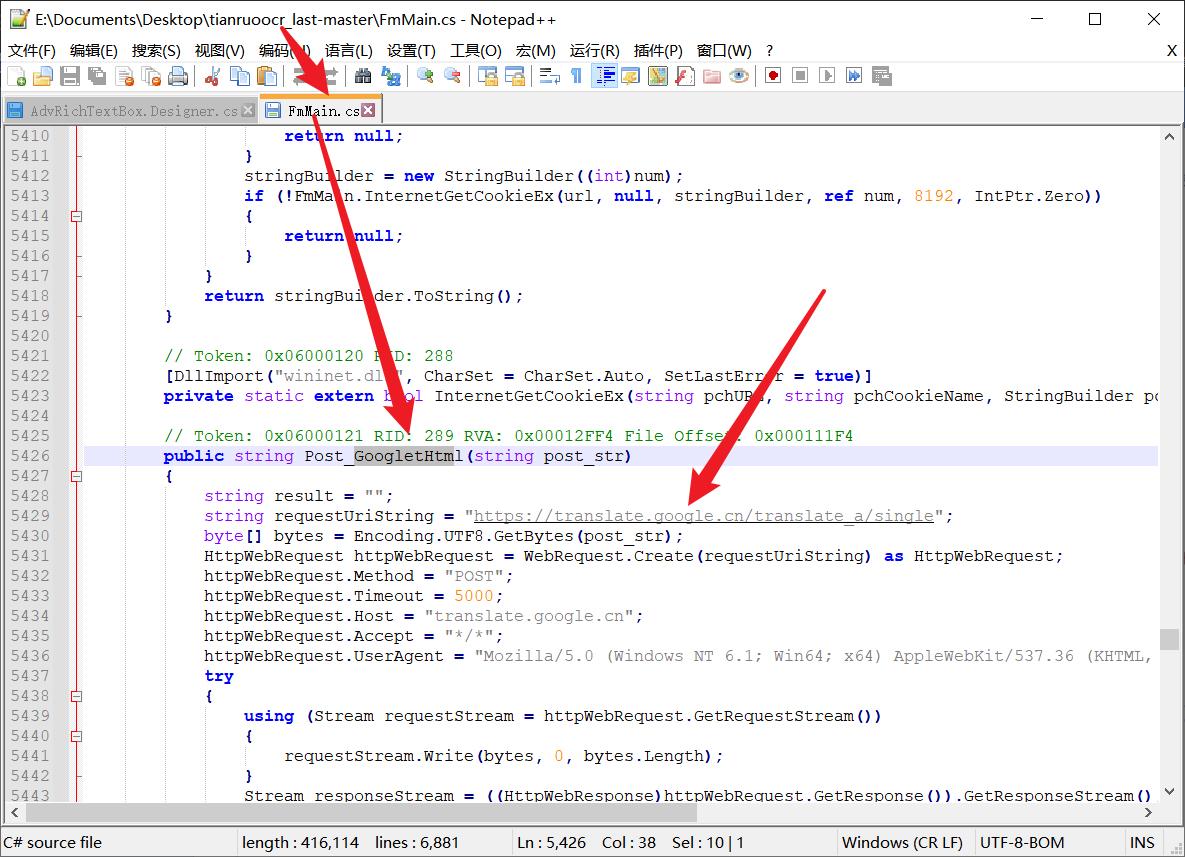 E:\Documents\Desktop\tianruoocr_last-master\FmMain.cs - Notepad++
文件(F) 编辑(E) 搜索(S) 视图(V) 编码(N) 语言(L) 设置(T) 工具(O) 宏(M) 运行(R) 插件(P) 窗口(W) ? X
AdvRichTextBox.Designer.cs FmMain.cs
5410 return null;
5411 }
5412 stringBuilder = new StringBuilder((int)num);
5413 if (!FmMain.InternetGetCookieEx(url, null, stringBuilder, ref num, 8192, IntPtr.Zero))
5414 {
5415 return null;
5416 }
5417 }
5418 return stringBuilder.ToString();
5419 }
5420
5421 // Token: 0x06000120 RID: 288
5422 [DllImport("wininet.dll", CharSet = CharSet.Auto, SetLastError = true)]
5423 private static extern bool InternetGetCookieEx(string pchURL, string pchCookieName, StringBuilder pc
5424
5425 // Token: 0x06000121 RID: 289 RVA: 0x00012FF4 File Offset: 0x000111F4
5426 public string Post_GoogletHtml(string post_str)
5427 {
5428 string result = "";
5429 string requestUriString = "https://translate.google.cn/translate_a/single";
5430 byte[] bytes = Encoding.UTF8.GetBytes(post_str);
5431 HttpWebRequest httpWebRequest = WebRequest.Create(requestUriString) as HttpWebRequest;
5432 httpWebRequest.Method = "POST";
5433 httpWebRequest.Timeout = 5000;
5434 httpWebRequest.Host = "translate.google.cn";
5435 httpWebRequest.Accept = "*/*";
5436 httpWebRequest.UserAgent = "Mozilla/5.0 (Windows NT 6.1; Win64; x64) AppleWebKit/537.36 (KHTML,
5437 try
5438 {
5439 using (Stream requestStream = httpWebRequest.GetRequestStream())
5440 {
5441 requestStream.Write(bytes, 0, bytes.Length);
5442 }
5443 Stream responseStream = ((HttpWebResponse)httpWebRequest.GetResponse()).GetResponseStream()
C# source file length : 416,114 lines : 6,881 Ln : 5,426 Col : 38 Sel : 10 | 1 Windows (CR LF) UTF-8-BOM INS